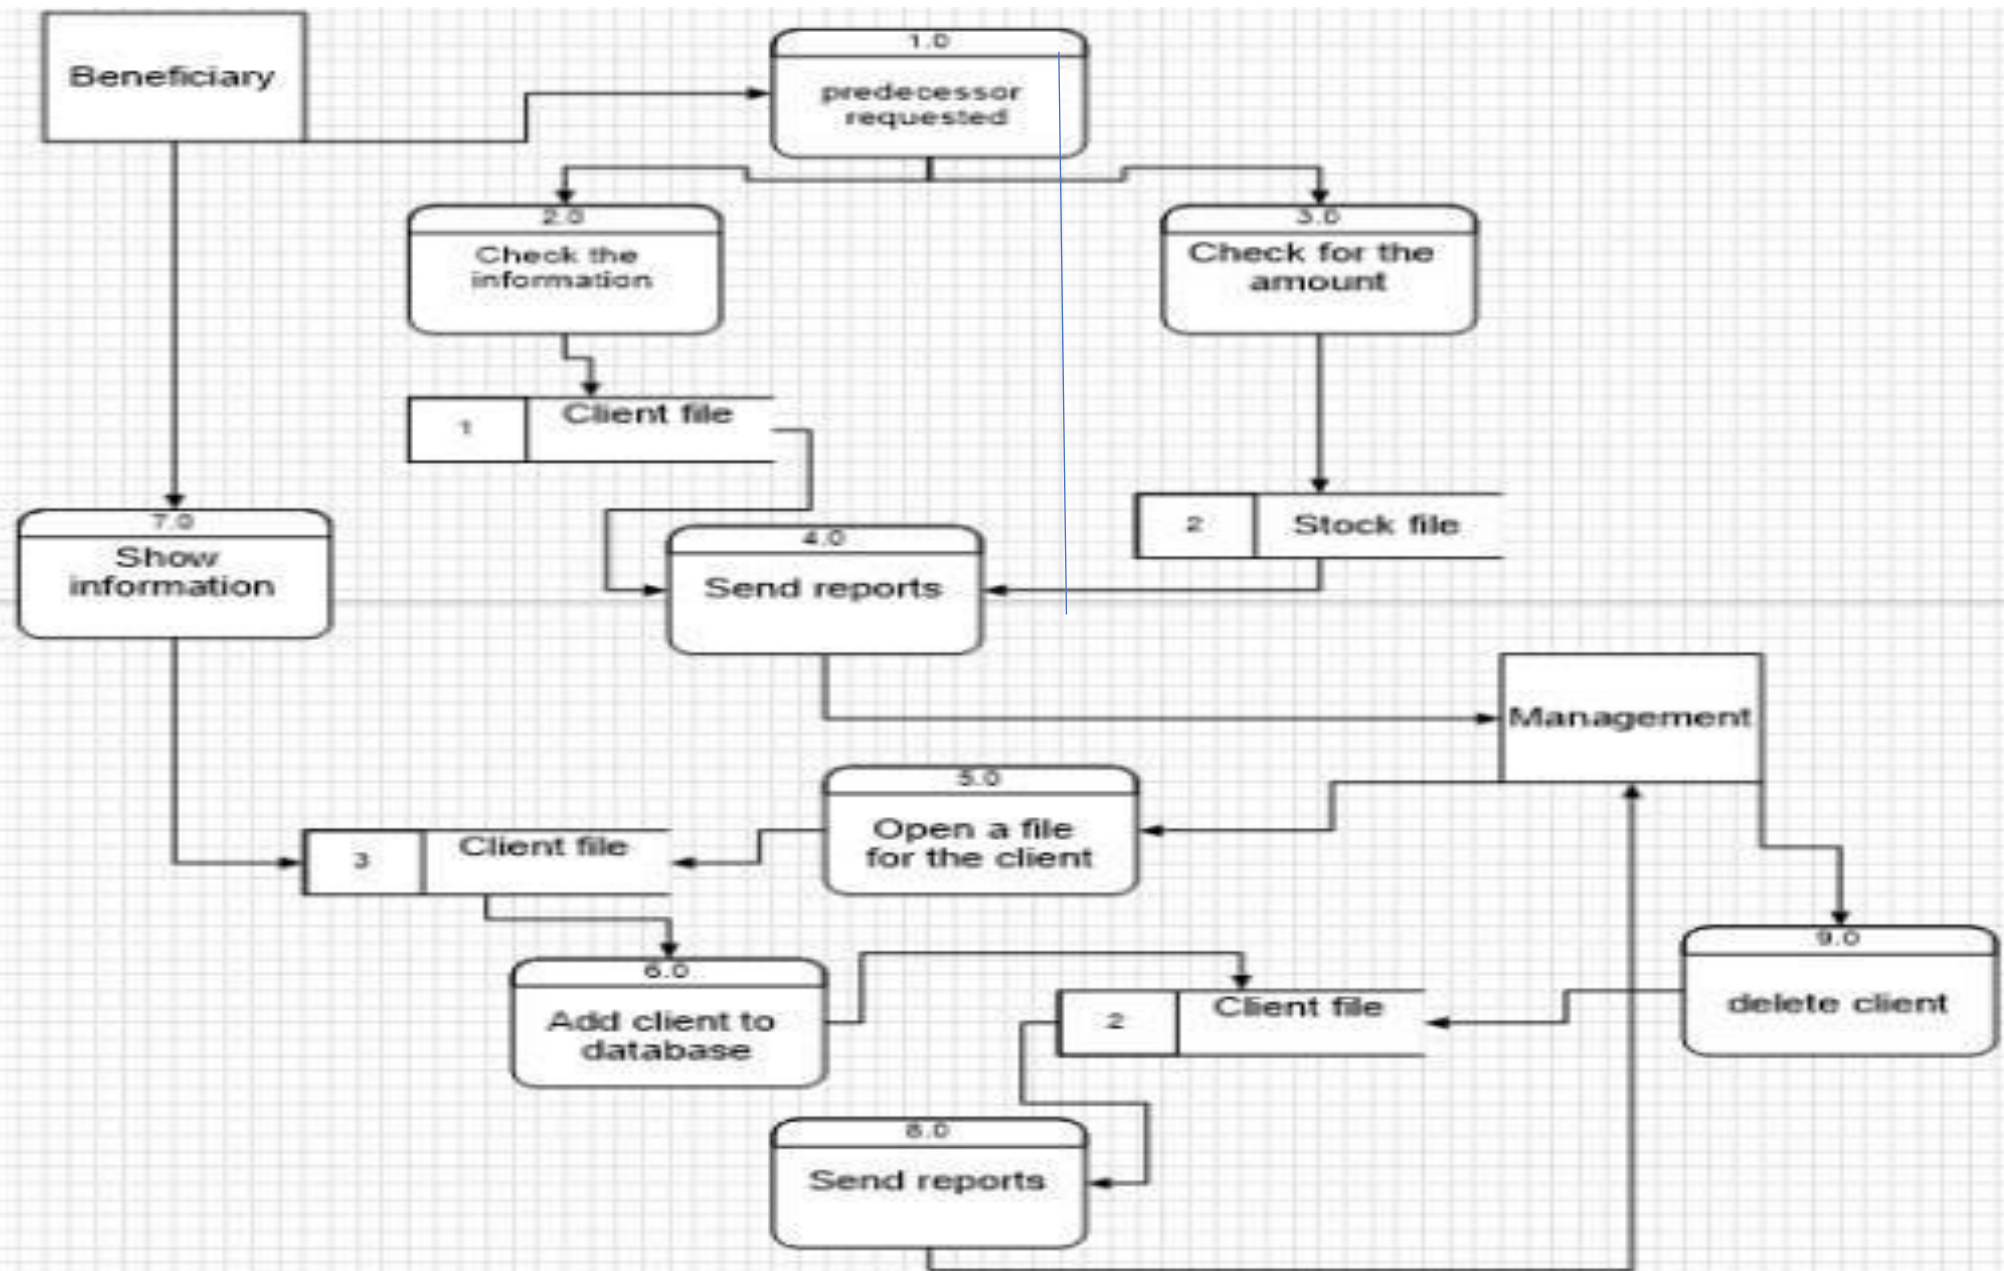 Beneficiary
1.0
predecessor
requested
2.0
Check the
information
3.0
Check for the
amount
1
Client file
7.0
Show
information
4.0
Send reports
2
Stock file
Management
5.0
Open a file
for the client
3
Client file
6.0
Add client to
database
2
Client file
9.0
delete client
8.0
Send reports